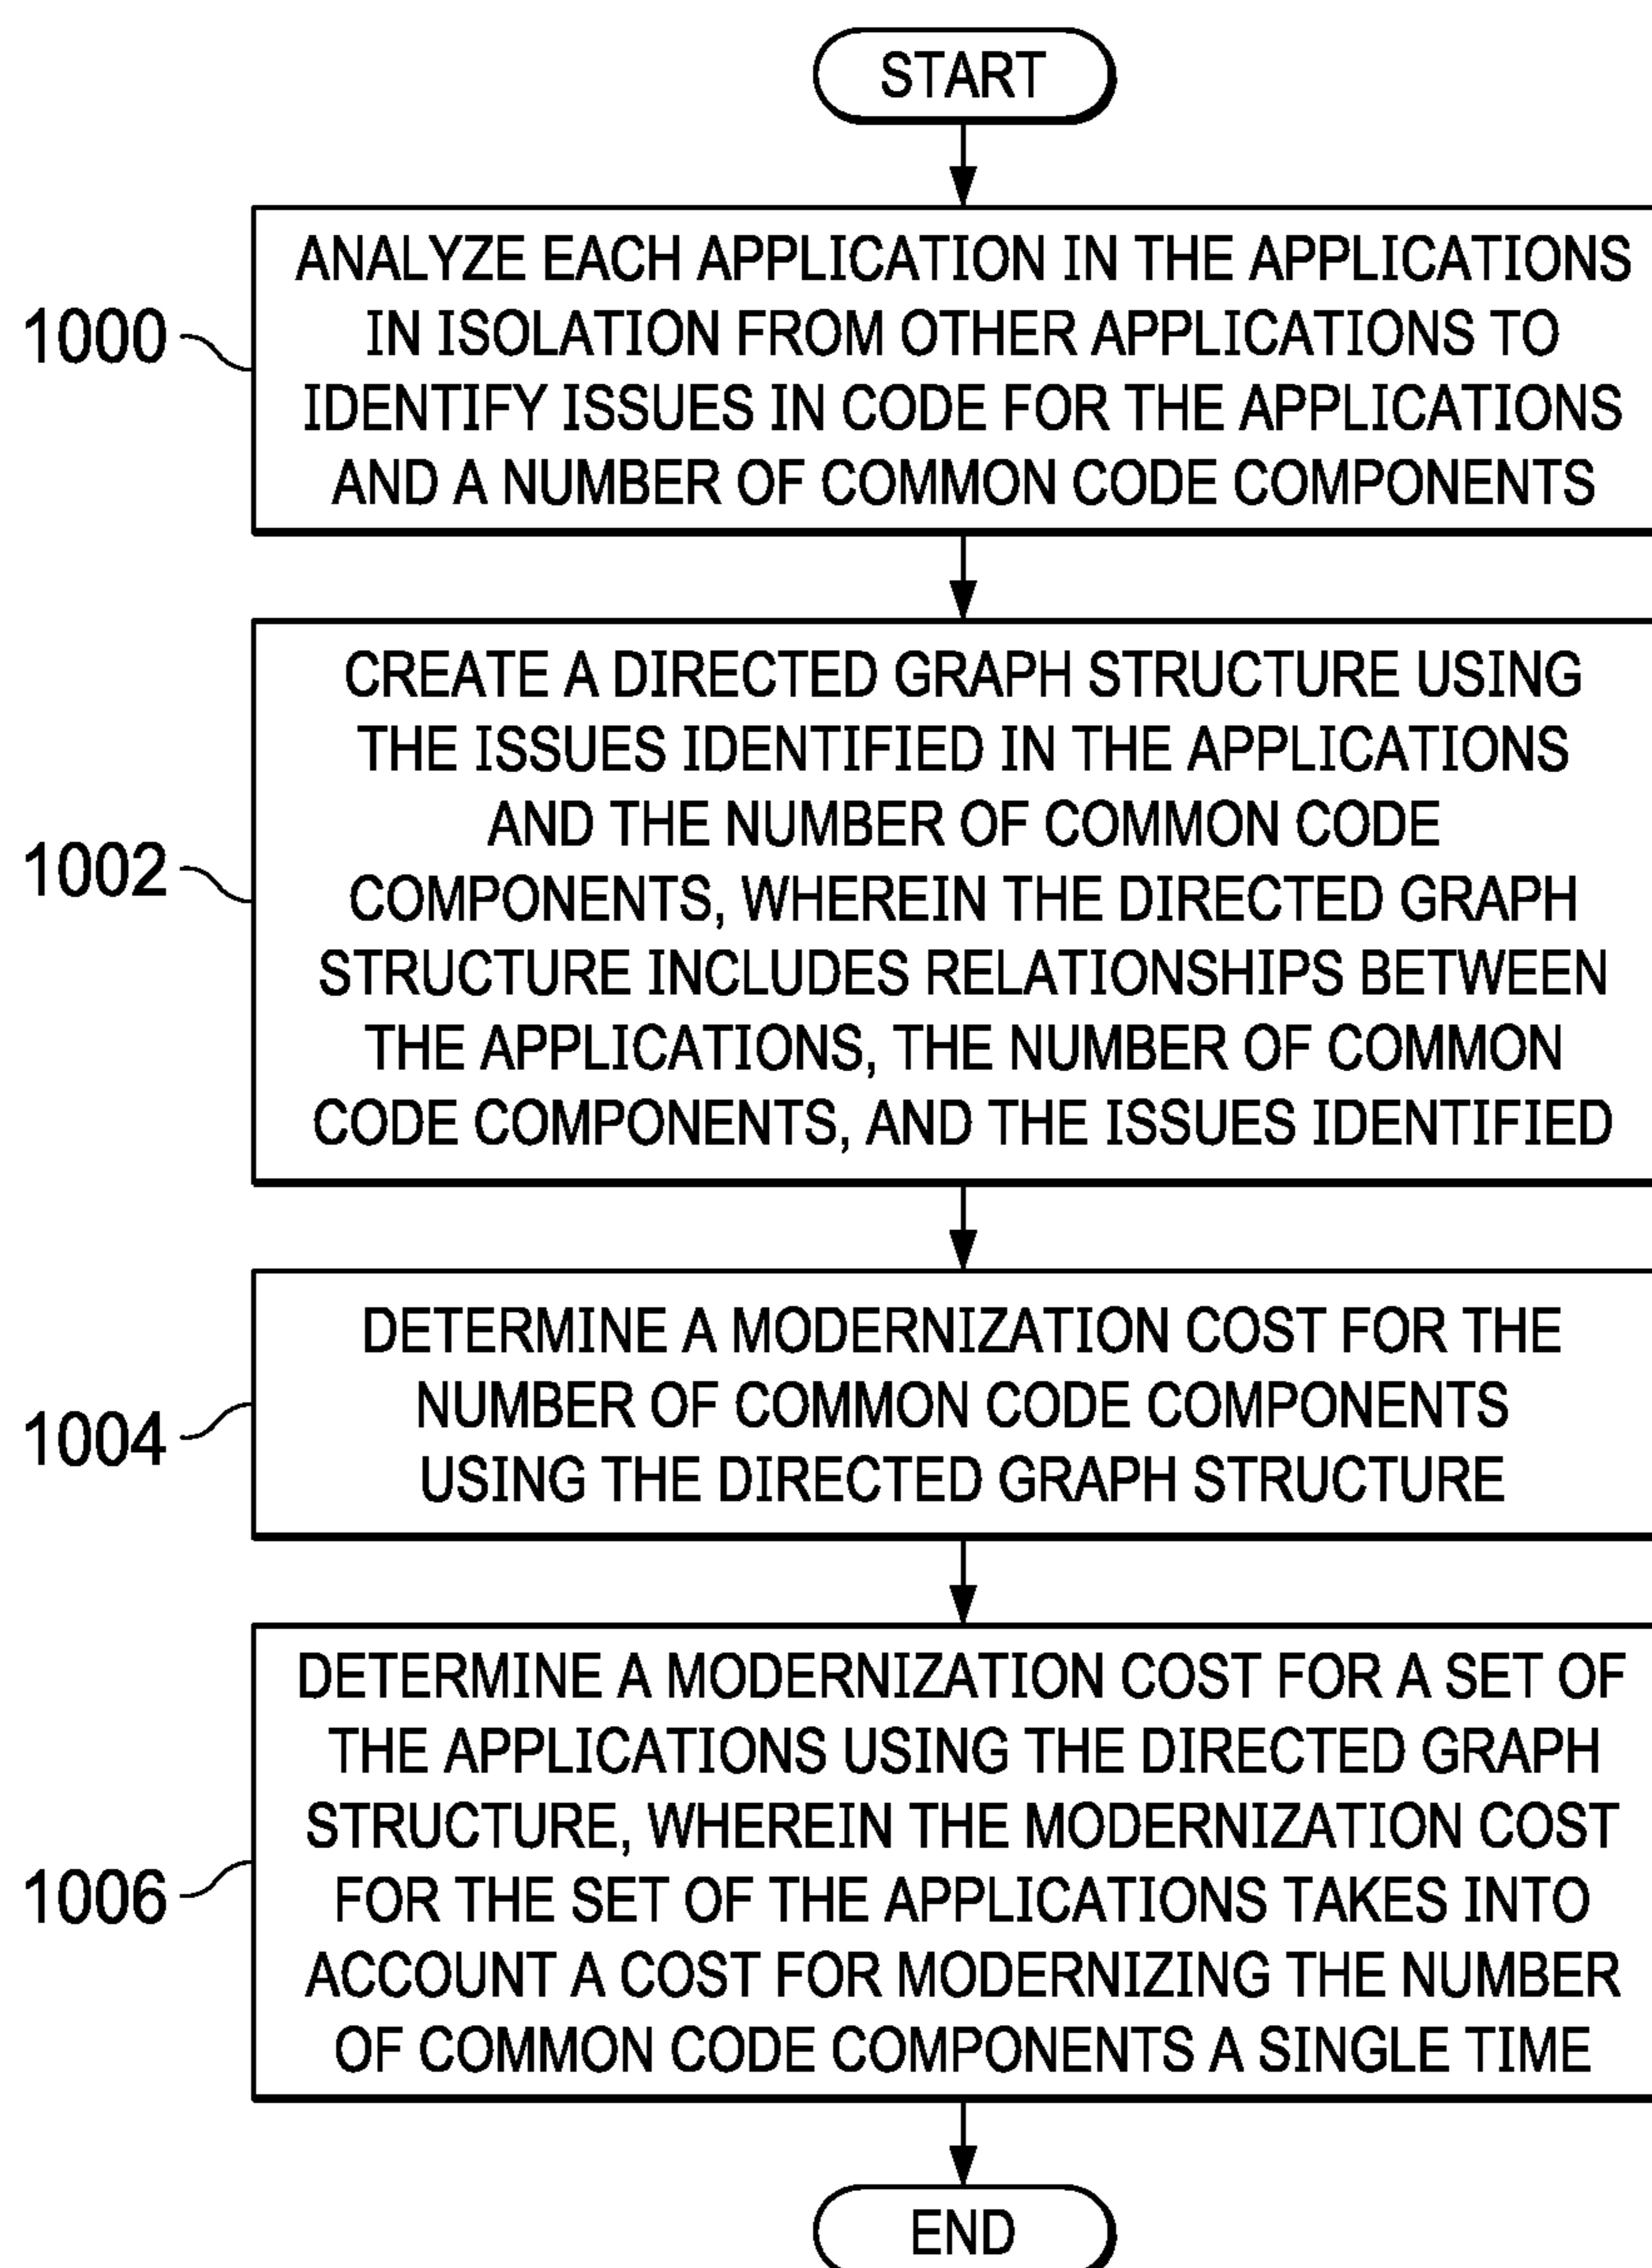 START
ANALYZE EACH APPLICATION IN THE APPLICATIONS
IN ISOLATION FROM OTHER APPLICATIONS TO
IDENTIFY ISSUES IN CODE FOR THE APPLICATIONS
AND A NUMBER OF COMMON CODE COMPONENTS
1000
CREATE A DIRECTED GRAPH STRUCTURE USING
THE ISSUES IDENTIFIED IN THE APPLICATIONS
AND THE NUMBER OF COMMON CODE
COMPONENTS, WHEREIN THE DIRECTED GRAPH
STRUCTURE INCLUDES RELATIONSHIPS BETWEEN
THE APPLICATIONS, THE NUMBER OF COMMON
CODE COMPONENTS, AND THE ISSUES IDENTIFIED
1002
DETERMINE A MODERNIZATION COST FOR THE
NUMBER OF COMMON CODE COMPONENTS
USING THE DIRECTED GRAPH STRUCTURE
1004
DETERMINE A MODERNIZATION COST FOR A SET OF
THE APPLICATIONS USING THE DIRECTED GRAPH
STRUCTURE, WHEREIN THE MODERNIZATION COST
FOR THE SET OF THE APPLICATIONS TAKES INTO
ACCOUNT A COST FOR MODERNIZING THE NUMBER
OF COMMON CODE COMPONENTS A SINGLE TIME
1006
END